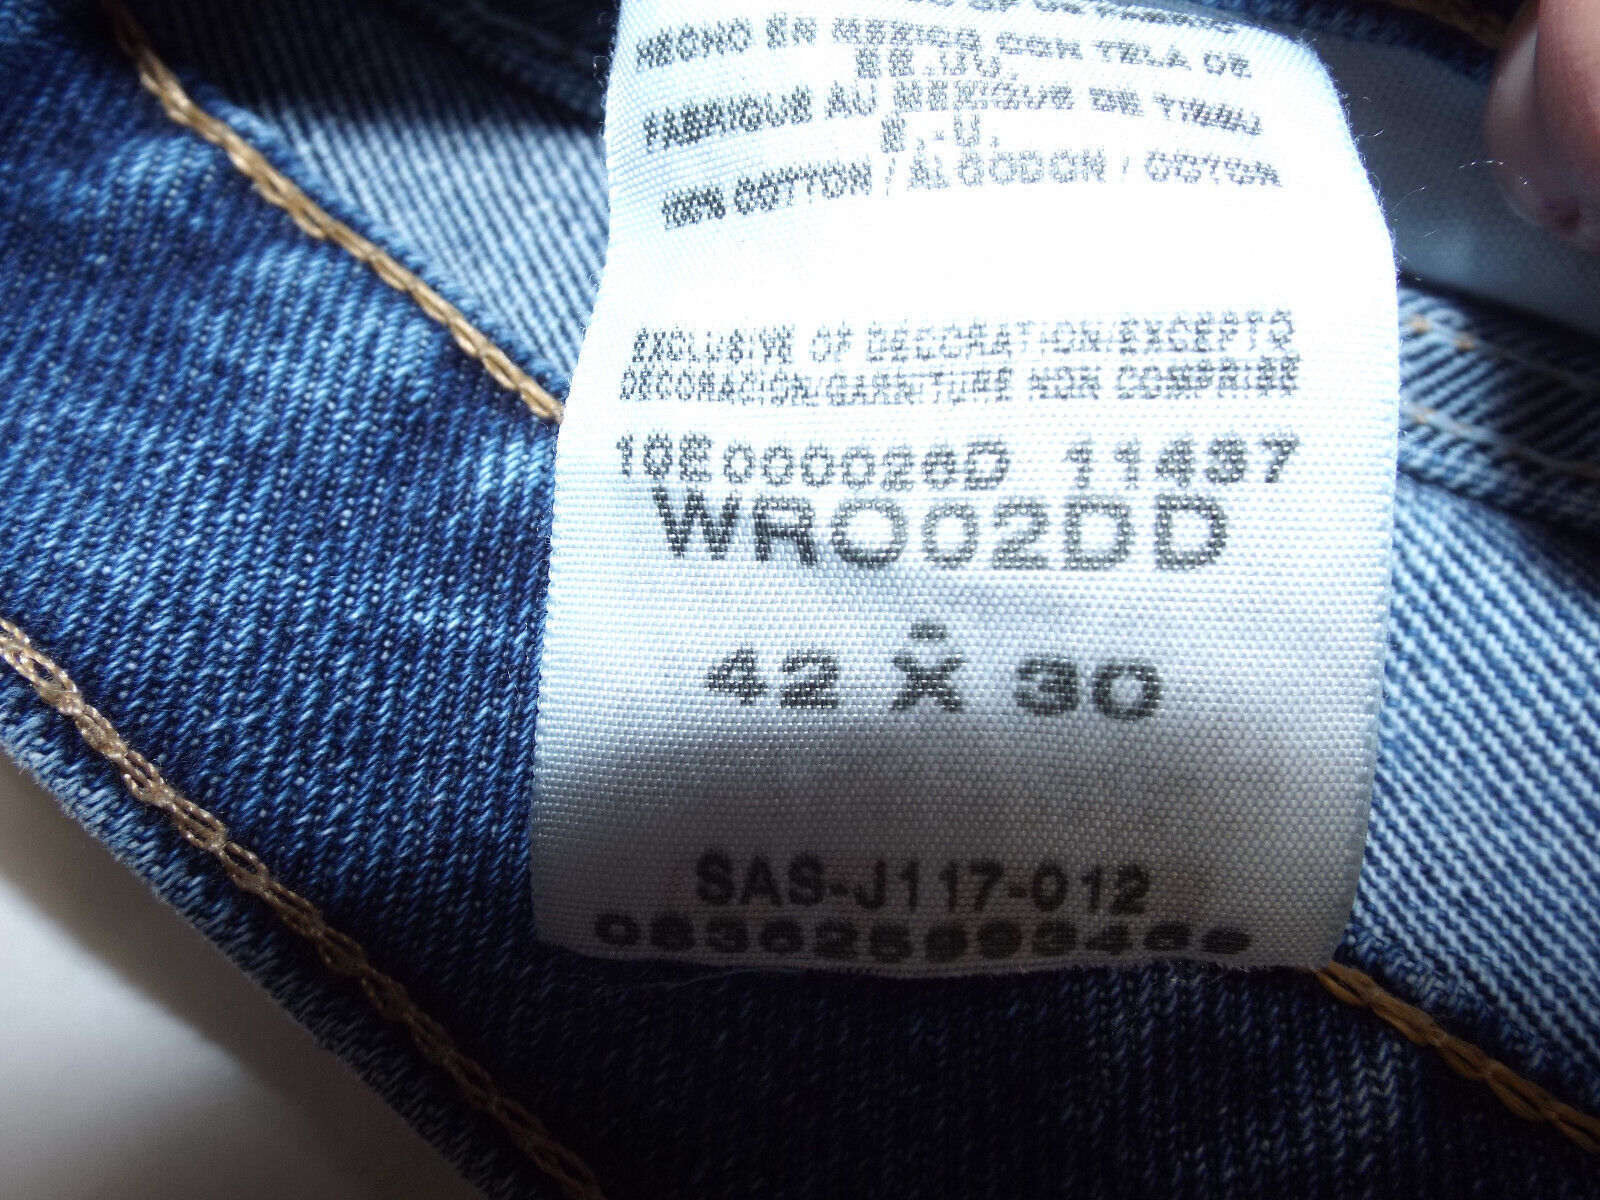 HECHO EN MEXICO CON TELA DE
EE.UU.
FABRIQUE AU MEXIQUE DE TISSU
E.-U.
100% COTTON / ALGODON / COTON
EXCLUSIVE OF DECORATION/EXCEPTO
DECORACION/GARNITURE NON COMPRISE
10E000026D 11437
WRO02DD
42 X 30
SAS-J117-012